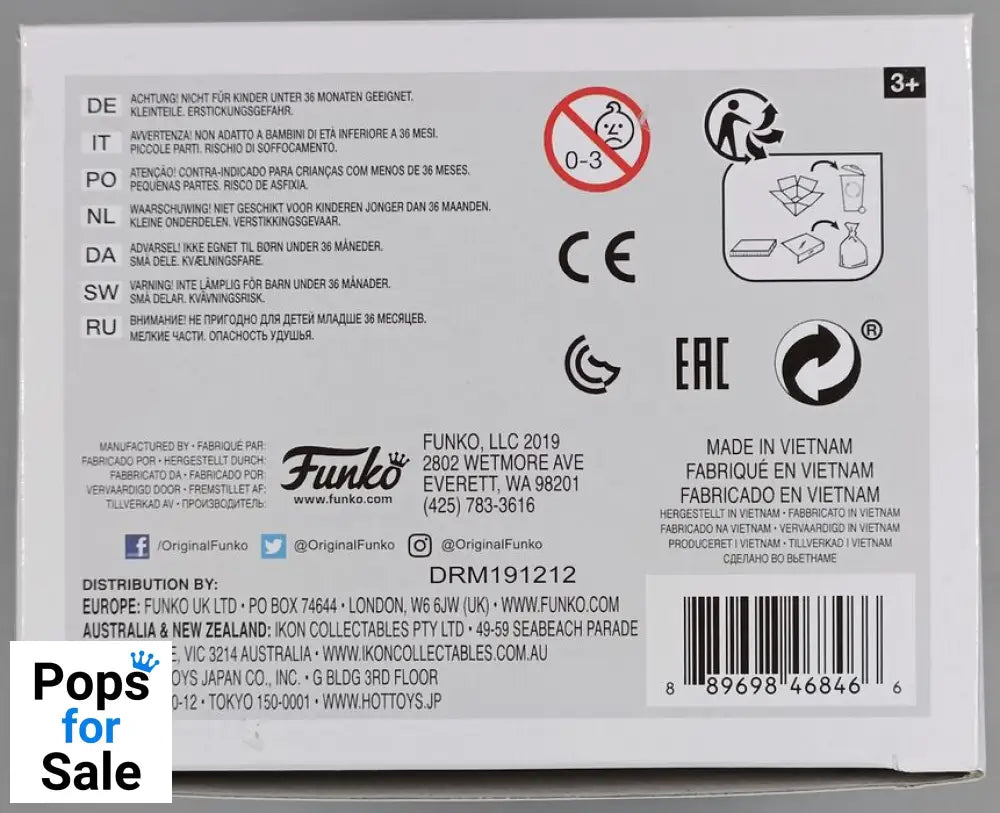 3+
DE
ACHTUNG! NICHT FÜR KINDER UNTER 36 MONATEN GEEIGNET.
KLEINTEILE. ERSTICKUNGSGEFAHR.
IT
AVVERTENZA! NON ADATTO A BAMBINI DI ETÀ INFERIORE A 36 MESI.
PICCOLE PARTI. RISCHIO DI SOFFOCAMENTO.
PO
ATENÇÃO! CONTRA-INDICADO PARA CRIANÇAS COM MENOS DE 36 MESES.
PEQUENAS PARTES. RISCO DE ASFIXIA.
NL
WAARSCHUWING! NIET GESCHIKT VOOR KINDEREN JONGER DAN 36 MAANDEN.
KLEINE ONDERDELEN. VERSTIKKINGSGEVAAR.
DA
ADVARSEL! IKKE EGNET TIL BØRN UNDER 36 MÅNEDER.
SMÅ DELE. KVÆLNINGSFARE.
SW
VARNING! INTE LÄMPLIG FÖR BARN UNDER 36 MÅNADER.
SMÅ DELAR. KVÄVNINGSRISK.
RU
ВНИМАНИЕ! НЕ ПРИГОДНО ДЛЯ ДЕТЕЙ МЛАДШЕ 36 МЕСЯЦЕВ.
МЕЛКИЕ ЧАСТИ. ОПАСНОСТЬ УДУШЬЯ.
0-3
CE
EAC
®
MANUFACTURED BY • FABRIQUÉ PAR:
FABRICADO POR • HERGESTELLT DURCH:
FABBRICATO DA • FABRICADO POR:
VERVAARDIGD DOOR • FREMSTILLET AF:
TILLVERKAD AV • ПРОИЗВОДИТЕЛЬ:
Funko
www.funko.com
FUNKO, LLC 2019
2802 WETMORE AVE
EVERETT, WA 98201
(425) 783-3616
MADE IN VIETNAM
FABRIQUÉ EN VIETNAM
FABRICADO EN VIETNAM
HERGESTELLT IN VIETNAM • FABBRICATO IN VIETNAM
FABRICADO NA VIETNAM • VERVAARDIGD IN VIETNAM
PRODUCERET I VIETNAM • TILLVERKAD I VIETNAM
СДЕЛАНО ВО ВЬЕТНАМЕ
/OriginalFunko @OriginalFunko @OriginalFunko
DRM191212
DISTRIBUTION BY:
EUROPE: FUNKO UK LTD • PO BOX 74644 • LONDON, W6 6JW (UK) • WWW.FUNKO.COM
AUSTRALIA & NEW ZEALAND: IKON COLLECTABLES PTY LTD • 49-59 SEABEACH PARADE
E, VIC 3214 AUSTRALIA • WWW.IKONCOLLECTABLES.COM.AU
OYS JAPAN CO., INC. • G BLDG 3RD FLOOR
0-12 • TOKYO 150-0001 • WWW.HOTTOYS.JP
8 89698 46846 6
Pops
for
Sale